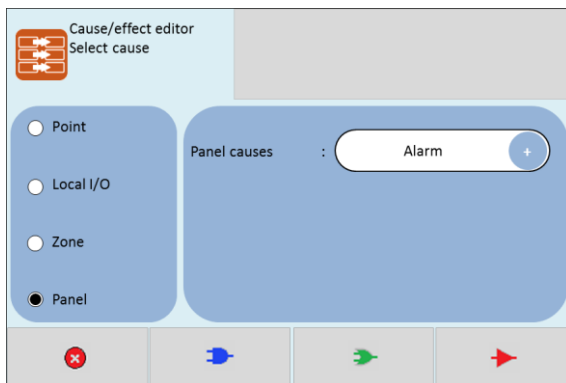 Cause/effect editor
Select cause
Point
Local I/O
Zone
Panel
Panel causes : Alarm +